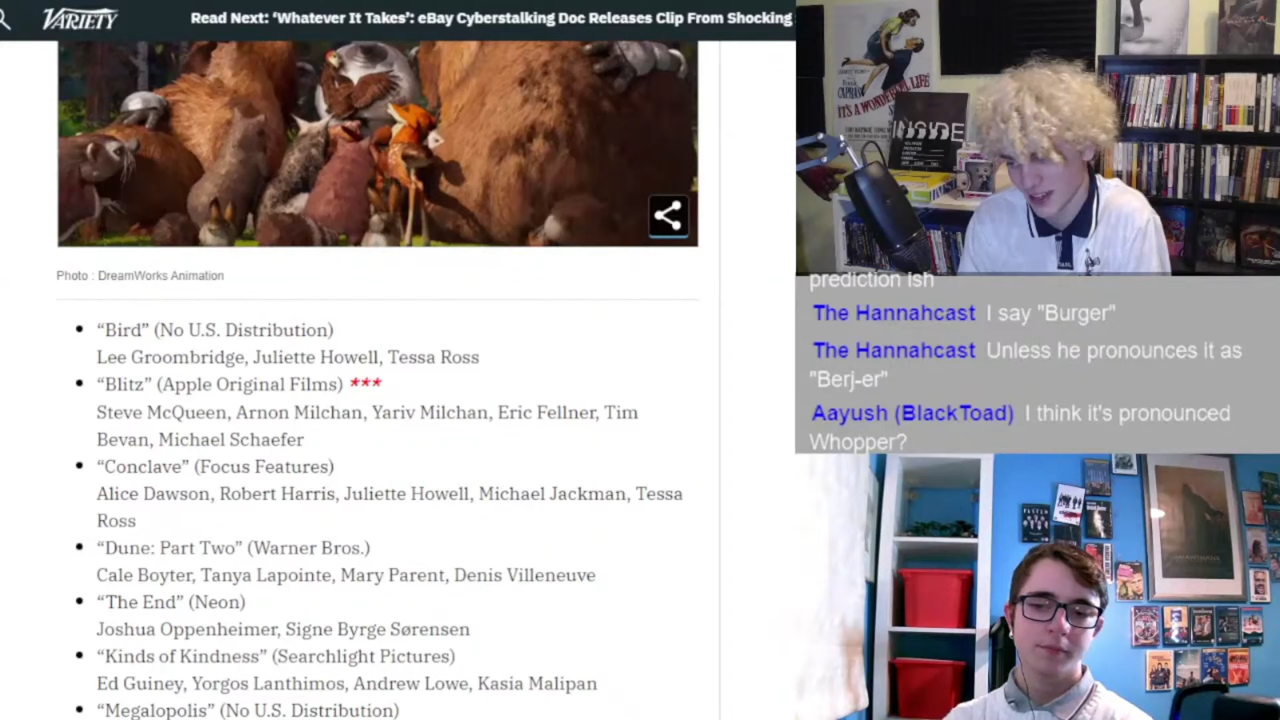 VARIETY
Read Next: ‘Whatever It Takes’: eBay Cyberstalking Doc Releases Clip From Shocking
Photo : DreamWorks Animation
• “Bird” (No U.S. Distribution)
Lee Groombridge, Juliette Howell, Tessa Ross
• “Blitz” (Apple Original Films) ***
Steve McQueen, Arnon Milchan, Yariv Milchan, Eric Fellner, Tim
Bevan, Michael Schaefer
• “Conclave” (Focus Features)
Alice Dawson, Robert Harris, Juliette Howell, Michael Jackman, Tessa
Ross
• “Dune: Part Two” (Warner Bros.)
Cale Boyter, Tanya Lapointe, Mary Parent, Denis Villeneuve
• “The End” (Neon)
Joshua Oppenheimer, Signe Byrge Sørensen
• “Kinds of Kindness” (Searchlight Pictures)
Ed Guiney, Yorgos Lanthimos, Andrew Lowe, Kasia Malipan
• “Megalopolis” (No U.S. Distribution)
FRANK
CAPRA'S
IT'S A WONDERFUL LIFE
INSIDE
prediction ish
The Hannahcast I say "Burger"
The Hannahcast Unless he pronounces it as
"Berj-er"
Aayush (BlackToad) I think it's pronounced
Whopper?